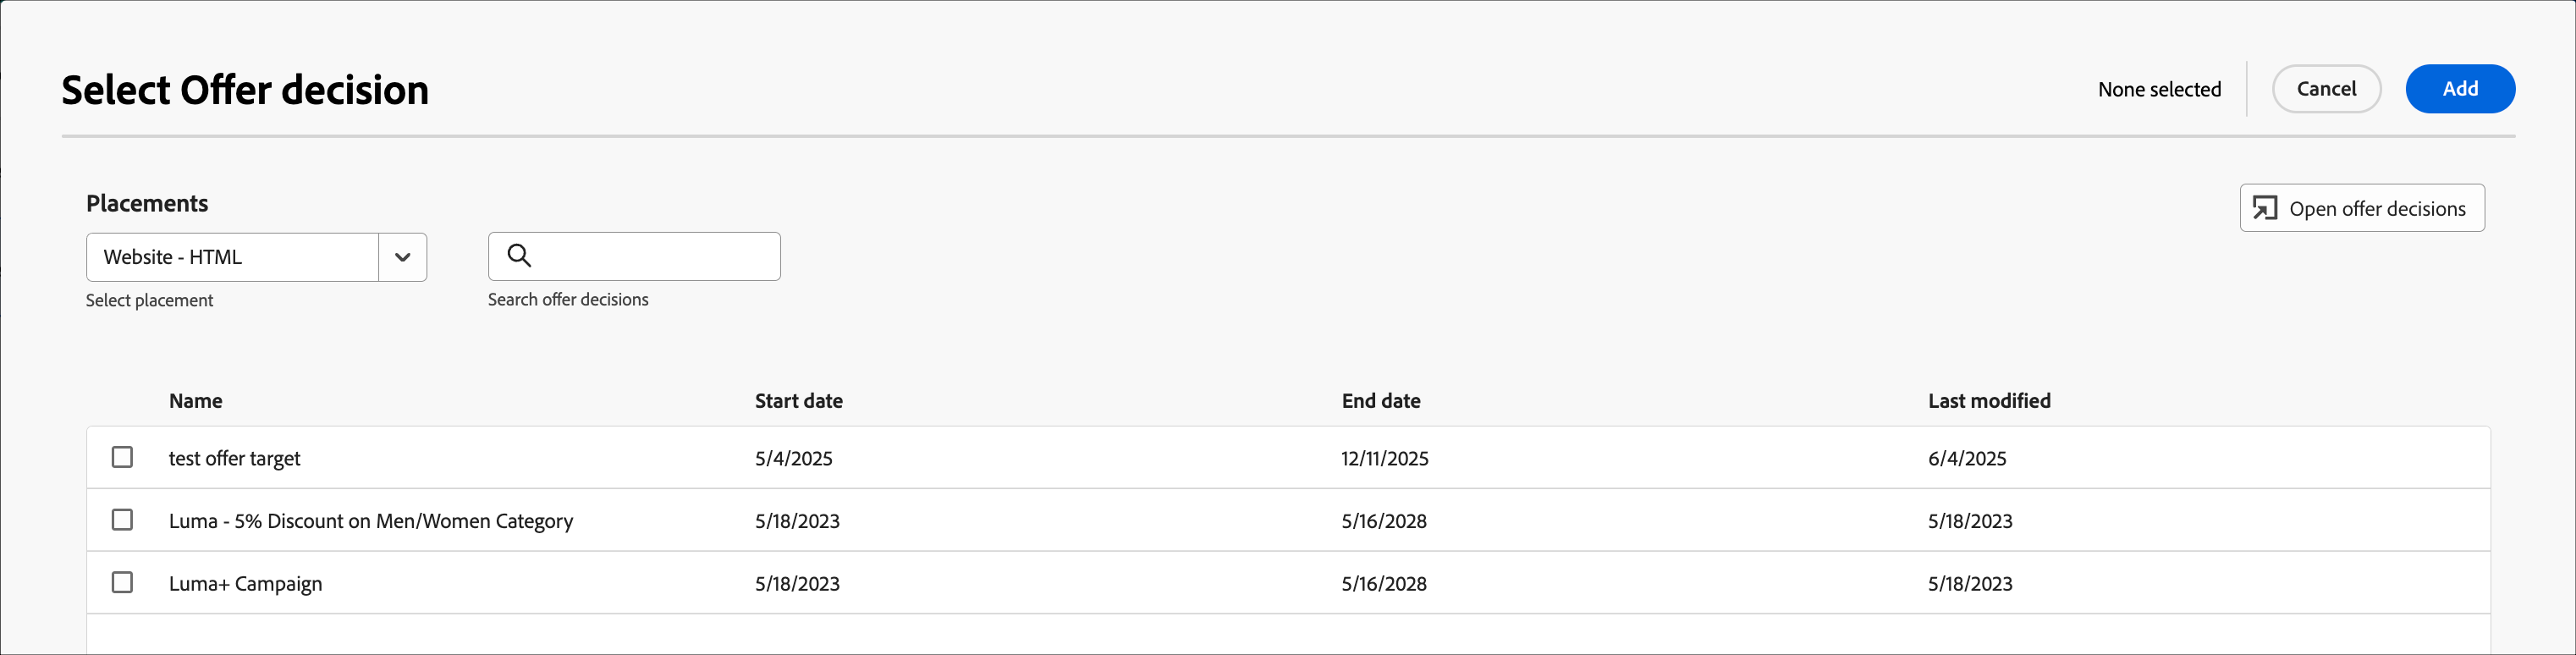 Select Offer decision
None selected
Cancel
Add
Placements
Open offer decisions
Website - HTML
Select placement
Search offer decisions
Name Start date End date Last modified
test offer target 5/4/2025 12/11/2025 6/4/2025
Luma - 5% Discount on Men/Women Category 5/18/2023 5/16/2028 5/18/2023
Luma+ Campaign 5/18/2023 5/16/2028 5/18/2023